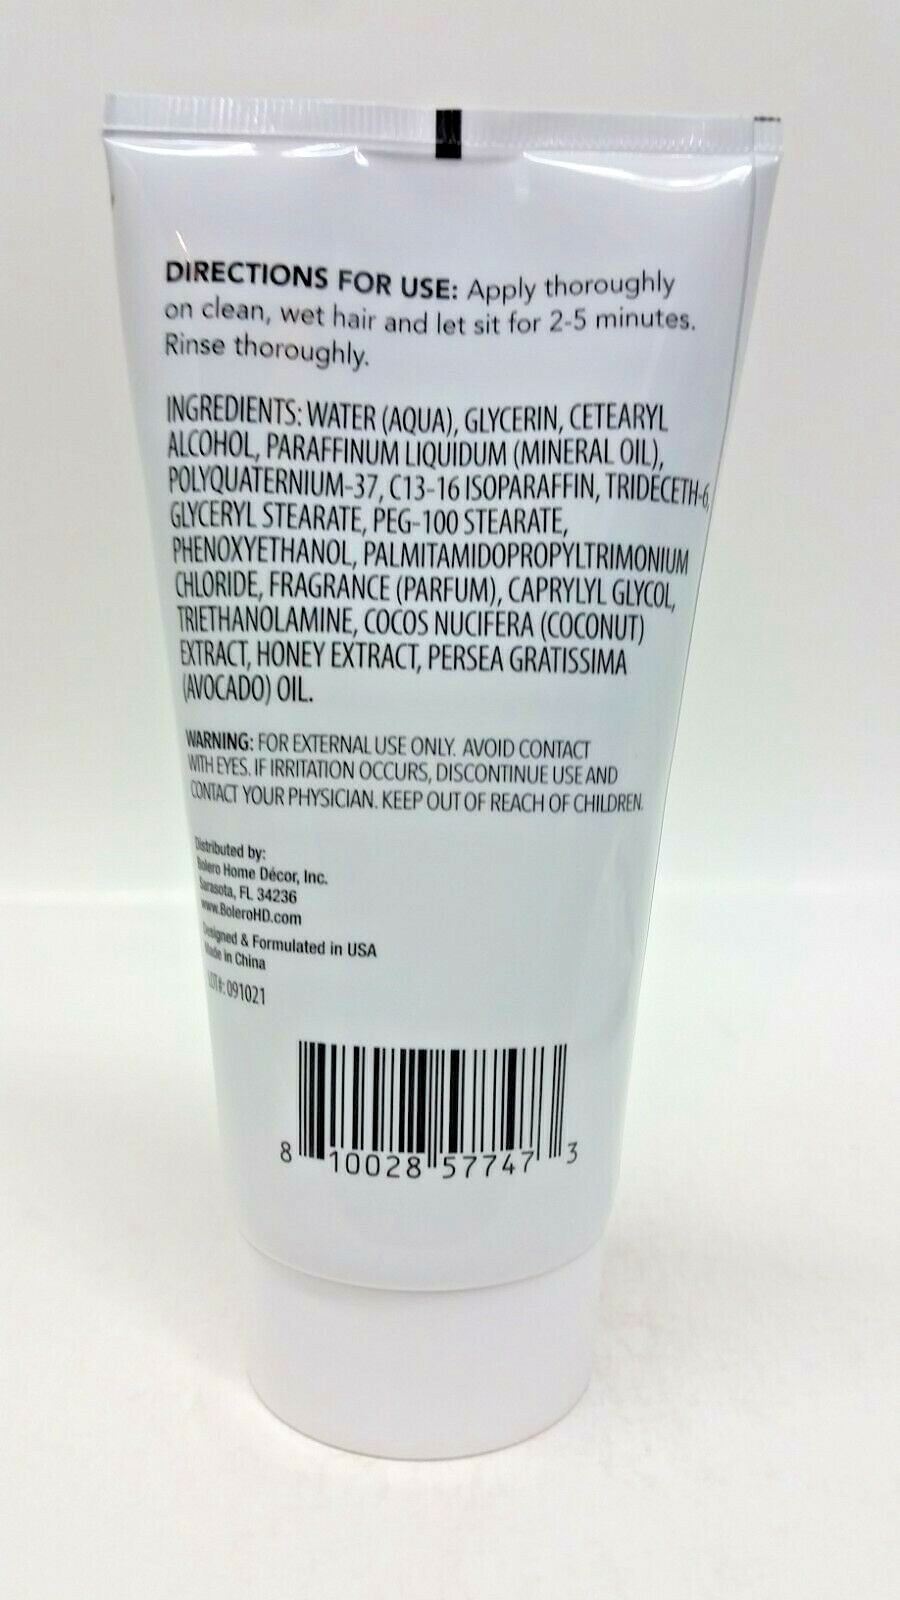 DIRECTIONS FOR USE: Apply thoroughly
on clean, wet hair and let sit for 2-5 minutes.
Rinse thoroughly.
INGREDIENTS: WATER (AQUA), GLYCERIN, CETEARYL
ALCOHOL, PARAFFINUM LIQUIDUM (MINERAL OIL),
POLYQUATERNIUM-37, C13-16 ISOPARAFFIN, TRIDECETH-6,
GLYCERYL STEARATE, PEG-100 STEARATE,
PHENOXYETHANOL, PALMITAMIDOPROPYLTRIMONIUM
CHLORIDE, FRAGRANCE (PARFUM), CAPRYLYL GLYCOL,
TRIETHANOLAMINE, COCOS NUCIFERA (COCONUT)
EXTRACT, HONEY EXTRACT, PERSEA GRATISSIMA
(AVOCADO) OIL.
WARNING: FOR EXTERNAL USE ONLY. AVOID CONTACT
WITH EYES. IF IRRITATION OCCURS, DISCONTINUE USE AND
CONTACT YOUR PHYSICIAN. KEEP OUT OF REACH OF CHILDREN.
Distributed by:
Bolero Home Décor, Inc.
Sarasota, FL 34236
www.BoleroHD.com
Designed & Formulated in USA
Made in China
LOT#: 091021
8 10028 57747 3